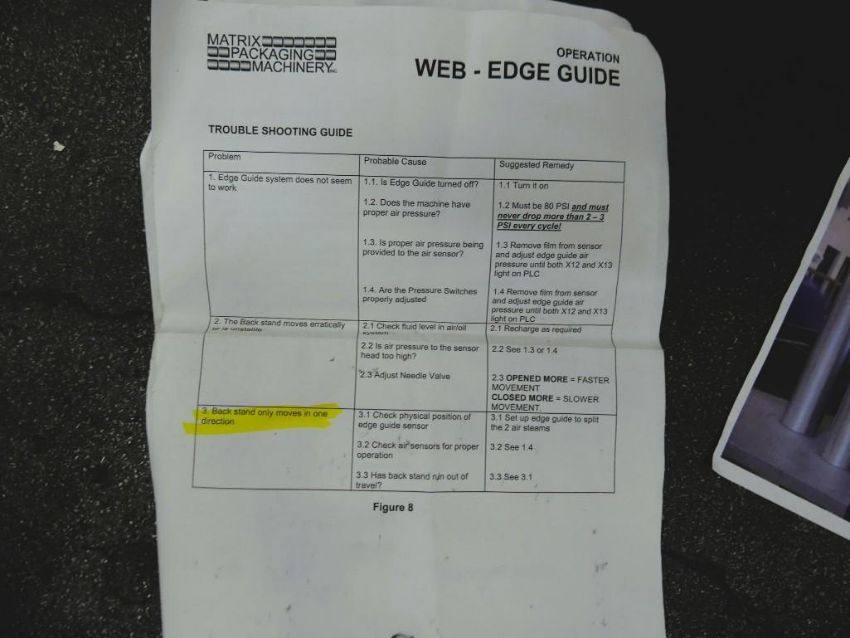 MATRIX
PACKAGING
MACHINERY INC
OPERATION
WEB - EDGE GUIDE
TROUBLE SHOOTING GUIDE
Problem
Probable Cause
Suggested Remedy
1. Edge Guide system does not seem
to work
1.1. Is Edge Guide turned off?
1.1 Turn it on
1.2. Does the machine have
proper air pressure?
1.2 Must be 80 PSI and must
never drop more than 2 – 3
PSI every cycle!
1.3. Is proper air pressure being
provided to the air sensor?
1.3 Remove film from sensor
and adjust edge guide air
pressure until both X12 and X13
light on PLC
1.4. Are the Pressure Switches
properly adjusted
1.4 Remove film from sensor
and adjust edge guide air
pressure until both X12 and X13
light on PLC
2. The Back stand moves erratically
or is unstable
2.1 Check fluid level in air/oil
system
2.1 Recharge as required
2.2 Is air pressure to the sensor
head too high?
2.2 See 1.3 or 1.4
2.3 Adjust Needle Valve
2.3 OPENED MORE = FASTER
MOVEMENT
CLOSED MORE = SLOWER
MOVEMENT.
3. Back stand only moves in one
direction
3.1 Check physical position of
edge guide sensor
3.1 Set up edge guide to split
the 2 air steams
3.2 Check air sensors for proper
operation
3.2 See 1.4
3.3 Has back stand run out of
travel?
3.3 See 3.1
Figure 8